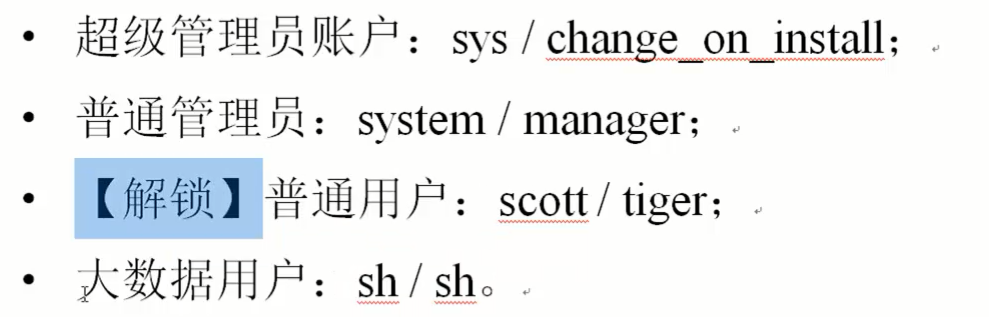 • 超级管理员账户：sys / change_on_install；
• 普通管理员：system / manager；
• 【解锁】普通用户：scott / tiger；
• 大数据用户：sh / sh。